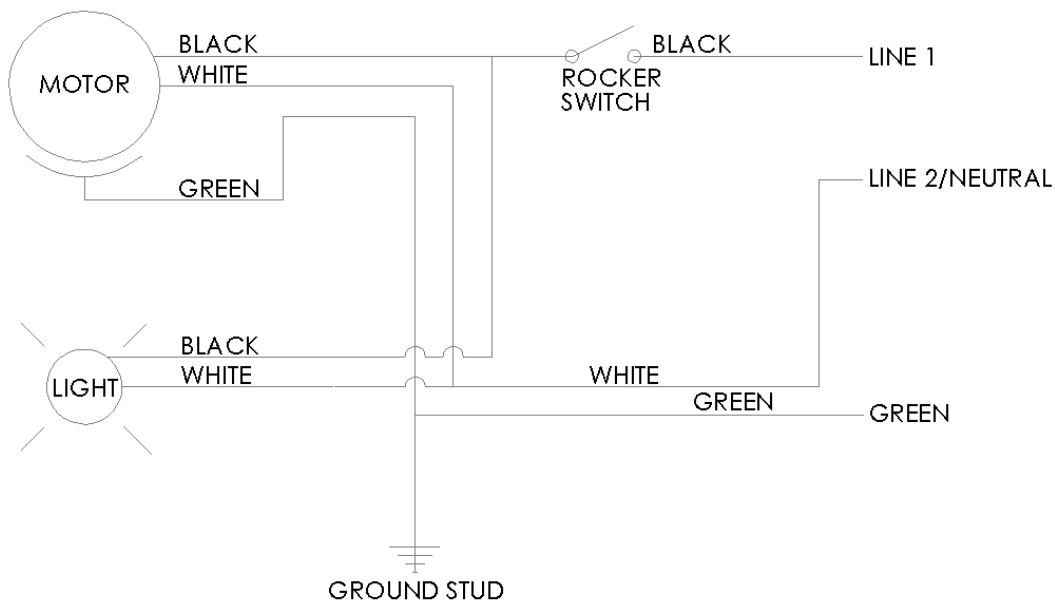 BLACK
WHITE
MOTOR
GREEN
ROCKER
SWITCH
BLACK
LINE 1
LINE 2/NEUTRAL
BLACK
WHITE
LIGHT
WHITE
GREEN
GREEN
GROUND STUD